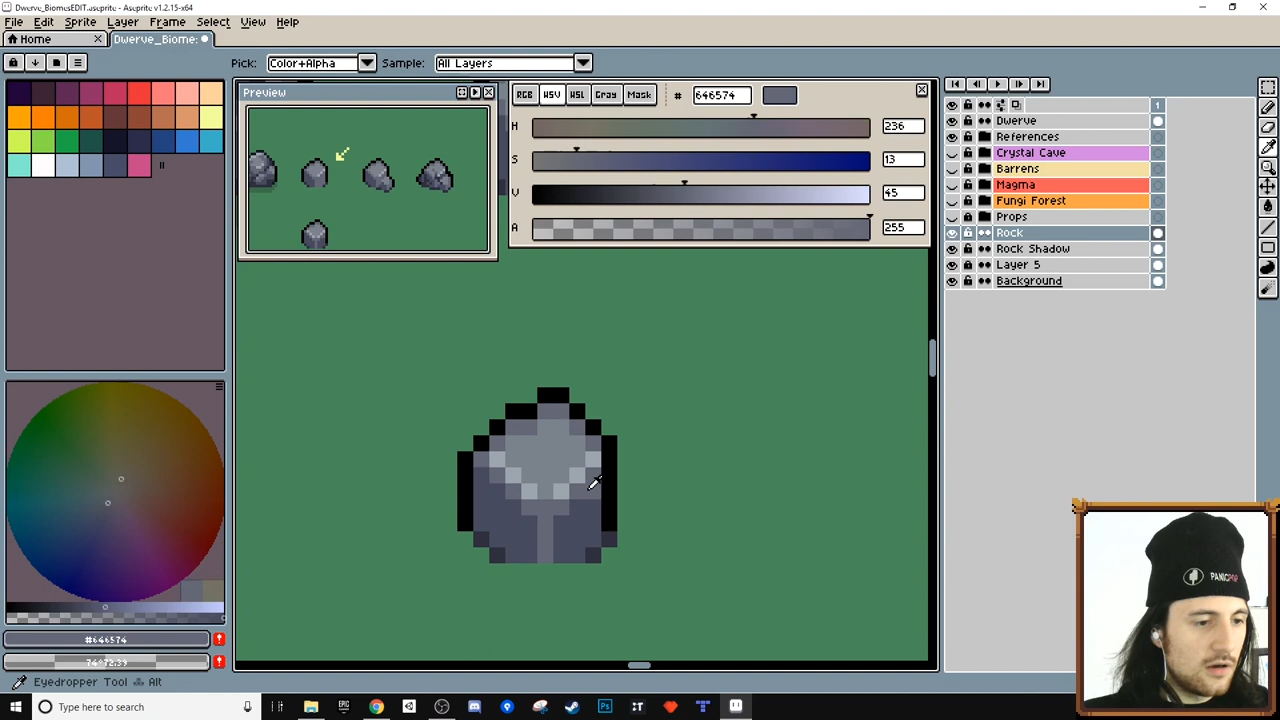 Dwerve_BiomesEDIT.aseprite - Aseprite v1.2.15-x64
File Edit Sprite Layer Frame Select View Help
Home Dwerve_Biome:
Pick: Color+Alpha Sample: All Layers
Preview
RGB HSV HSL Gray Mask # 646574
H 236
S 13
V 45
A 255
1
Dwerve
References
Crystal Cave
Barrens
Magma
Fungi Forest
Props
Rock
Rock Shadow
Layer 5
Background
#646574
Eyedropper Tool Alt
PANIC
Type here to search